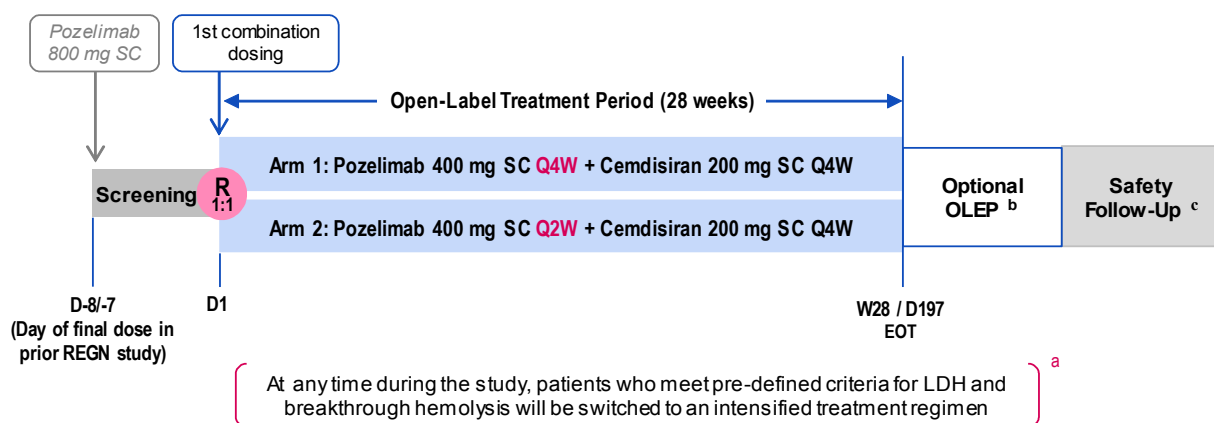 Pozelimab
800 mg SC
1st combination
dosing
Open-Label Treatment Period (28 weeks)
Arm 1: Pozelimab 400 mg SC Q4W + Cemdisiran 200 mg SC Q4W
Screening
R
1:1
Arm 2: Pozelimab 400 mg SC Q2W + Cemdisiran 200 mg SC Q4W
Optional
OLEP b
Safety
Follow-Up c
D-8/-7
(Day of final dose in
prior REGN study)
D1
W28 / D197
EOT
At any time during the study, patients who meet pre-defined criteria for LDH and
breakthrough hemolysis will be switched to an intensified treatment regimen
a